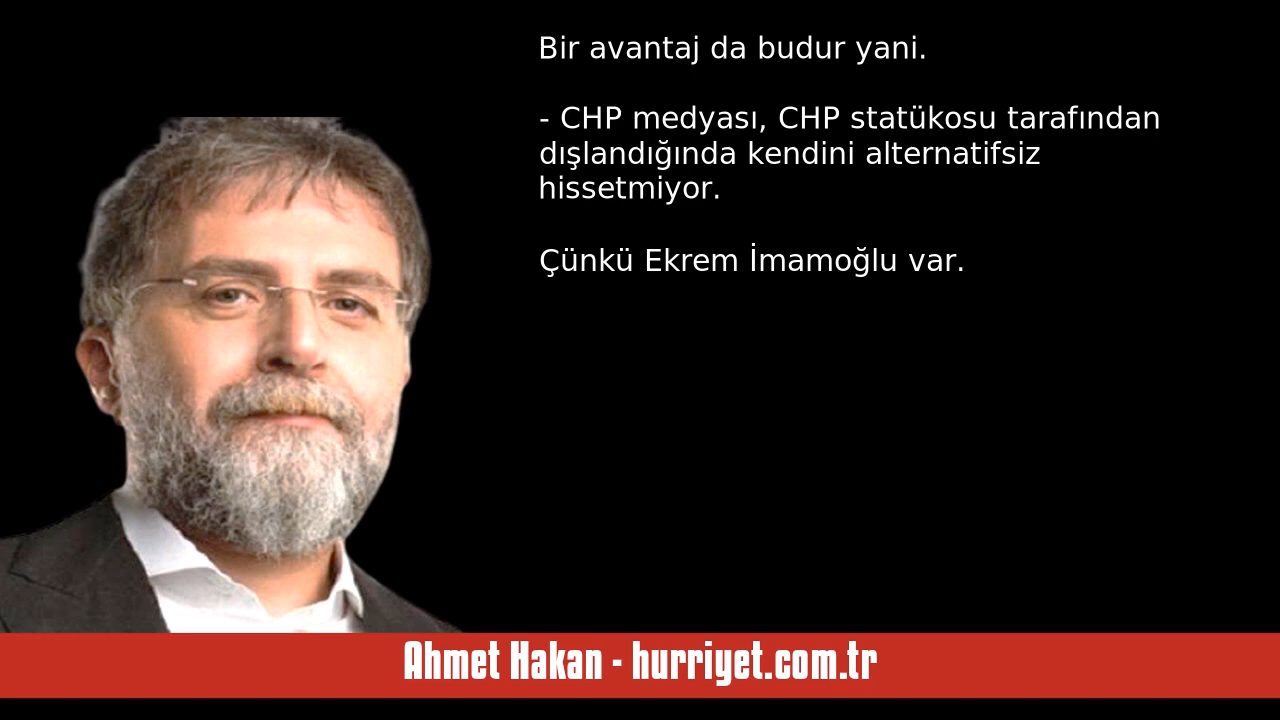 Bir avantaj da budur yani.
- CHP medyası, CHP statükosu tarafından
dışlandığında kendini alternatifsiz
hissetmiyor.
Çünkü Ekrem İmamoğlu var.
Ahmet Hakan - hurriyet.com.tr